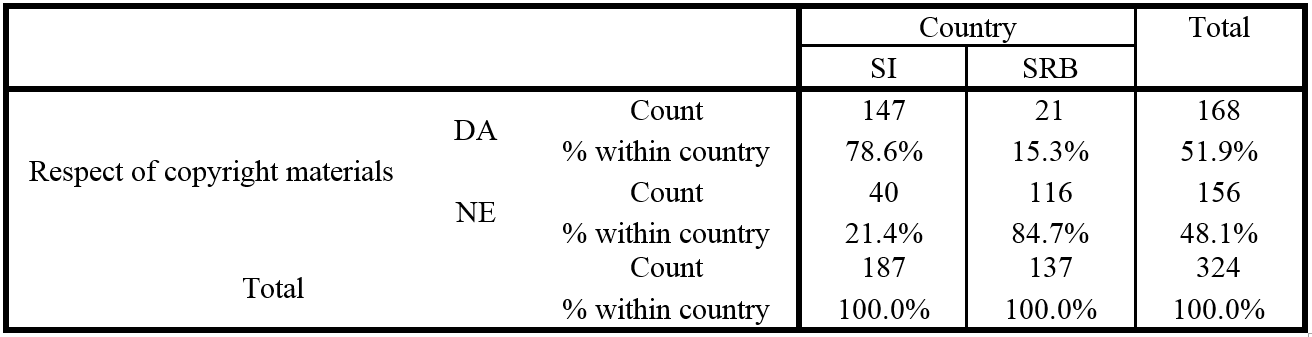 Country Total
SI SRB
Respect of copyright materials DA Count 147 21 168
% within country 78.6% 15.3% 51.9%
NE Count 40 116 156
% within country 21.4% 84.7% 48.1%
Total Count 187 137 324
% within country 100.0% 100.0% 100.0%